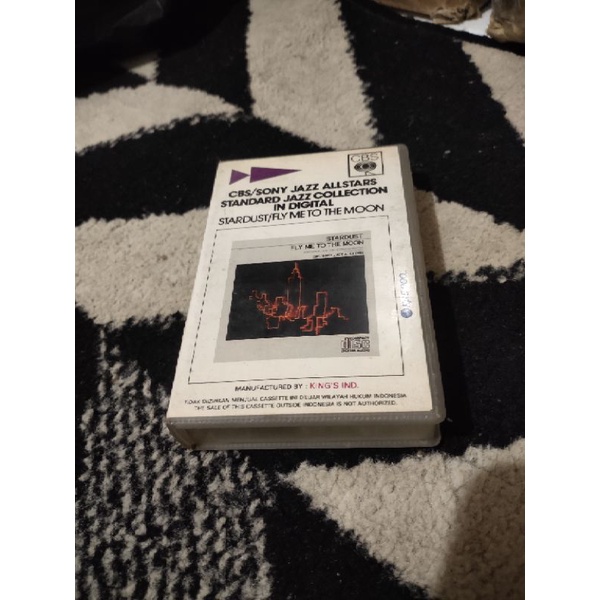 CBS
CBS/SONY JAZZ ALLSTARS
STANDARD JAZZ COLLECTION
IN DIGITAL
STARDUST/FLY ME TO THE MOON
STARDUST
FLY ME TO THE MOON
MANUFACTURED BY : KING'S IND.
TIDAK DIIZINKAN MENJUAL CASSETTE INI DILUAR WILAYAH HUKUM INDONESIA
THE SALE OF THIS CASSETTE OUTSIDE INDONESIA IS NOT AUTHORIZED.